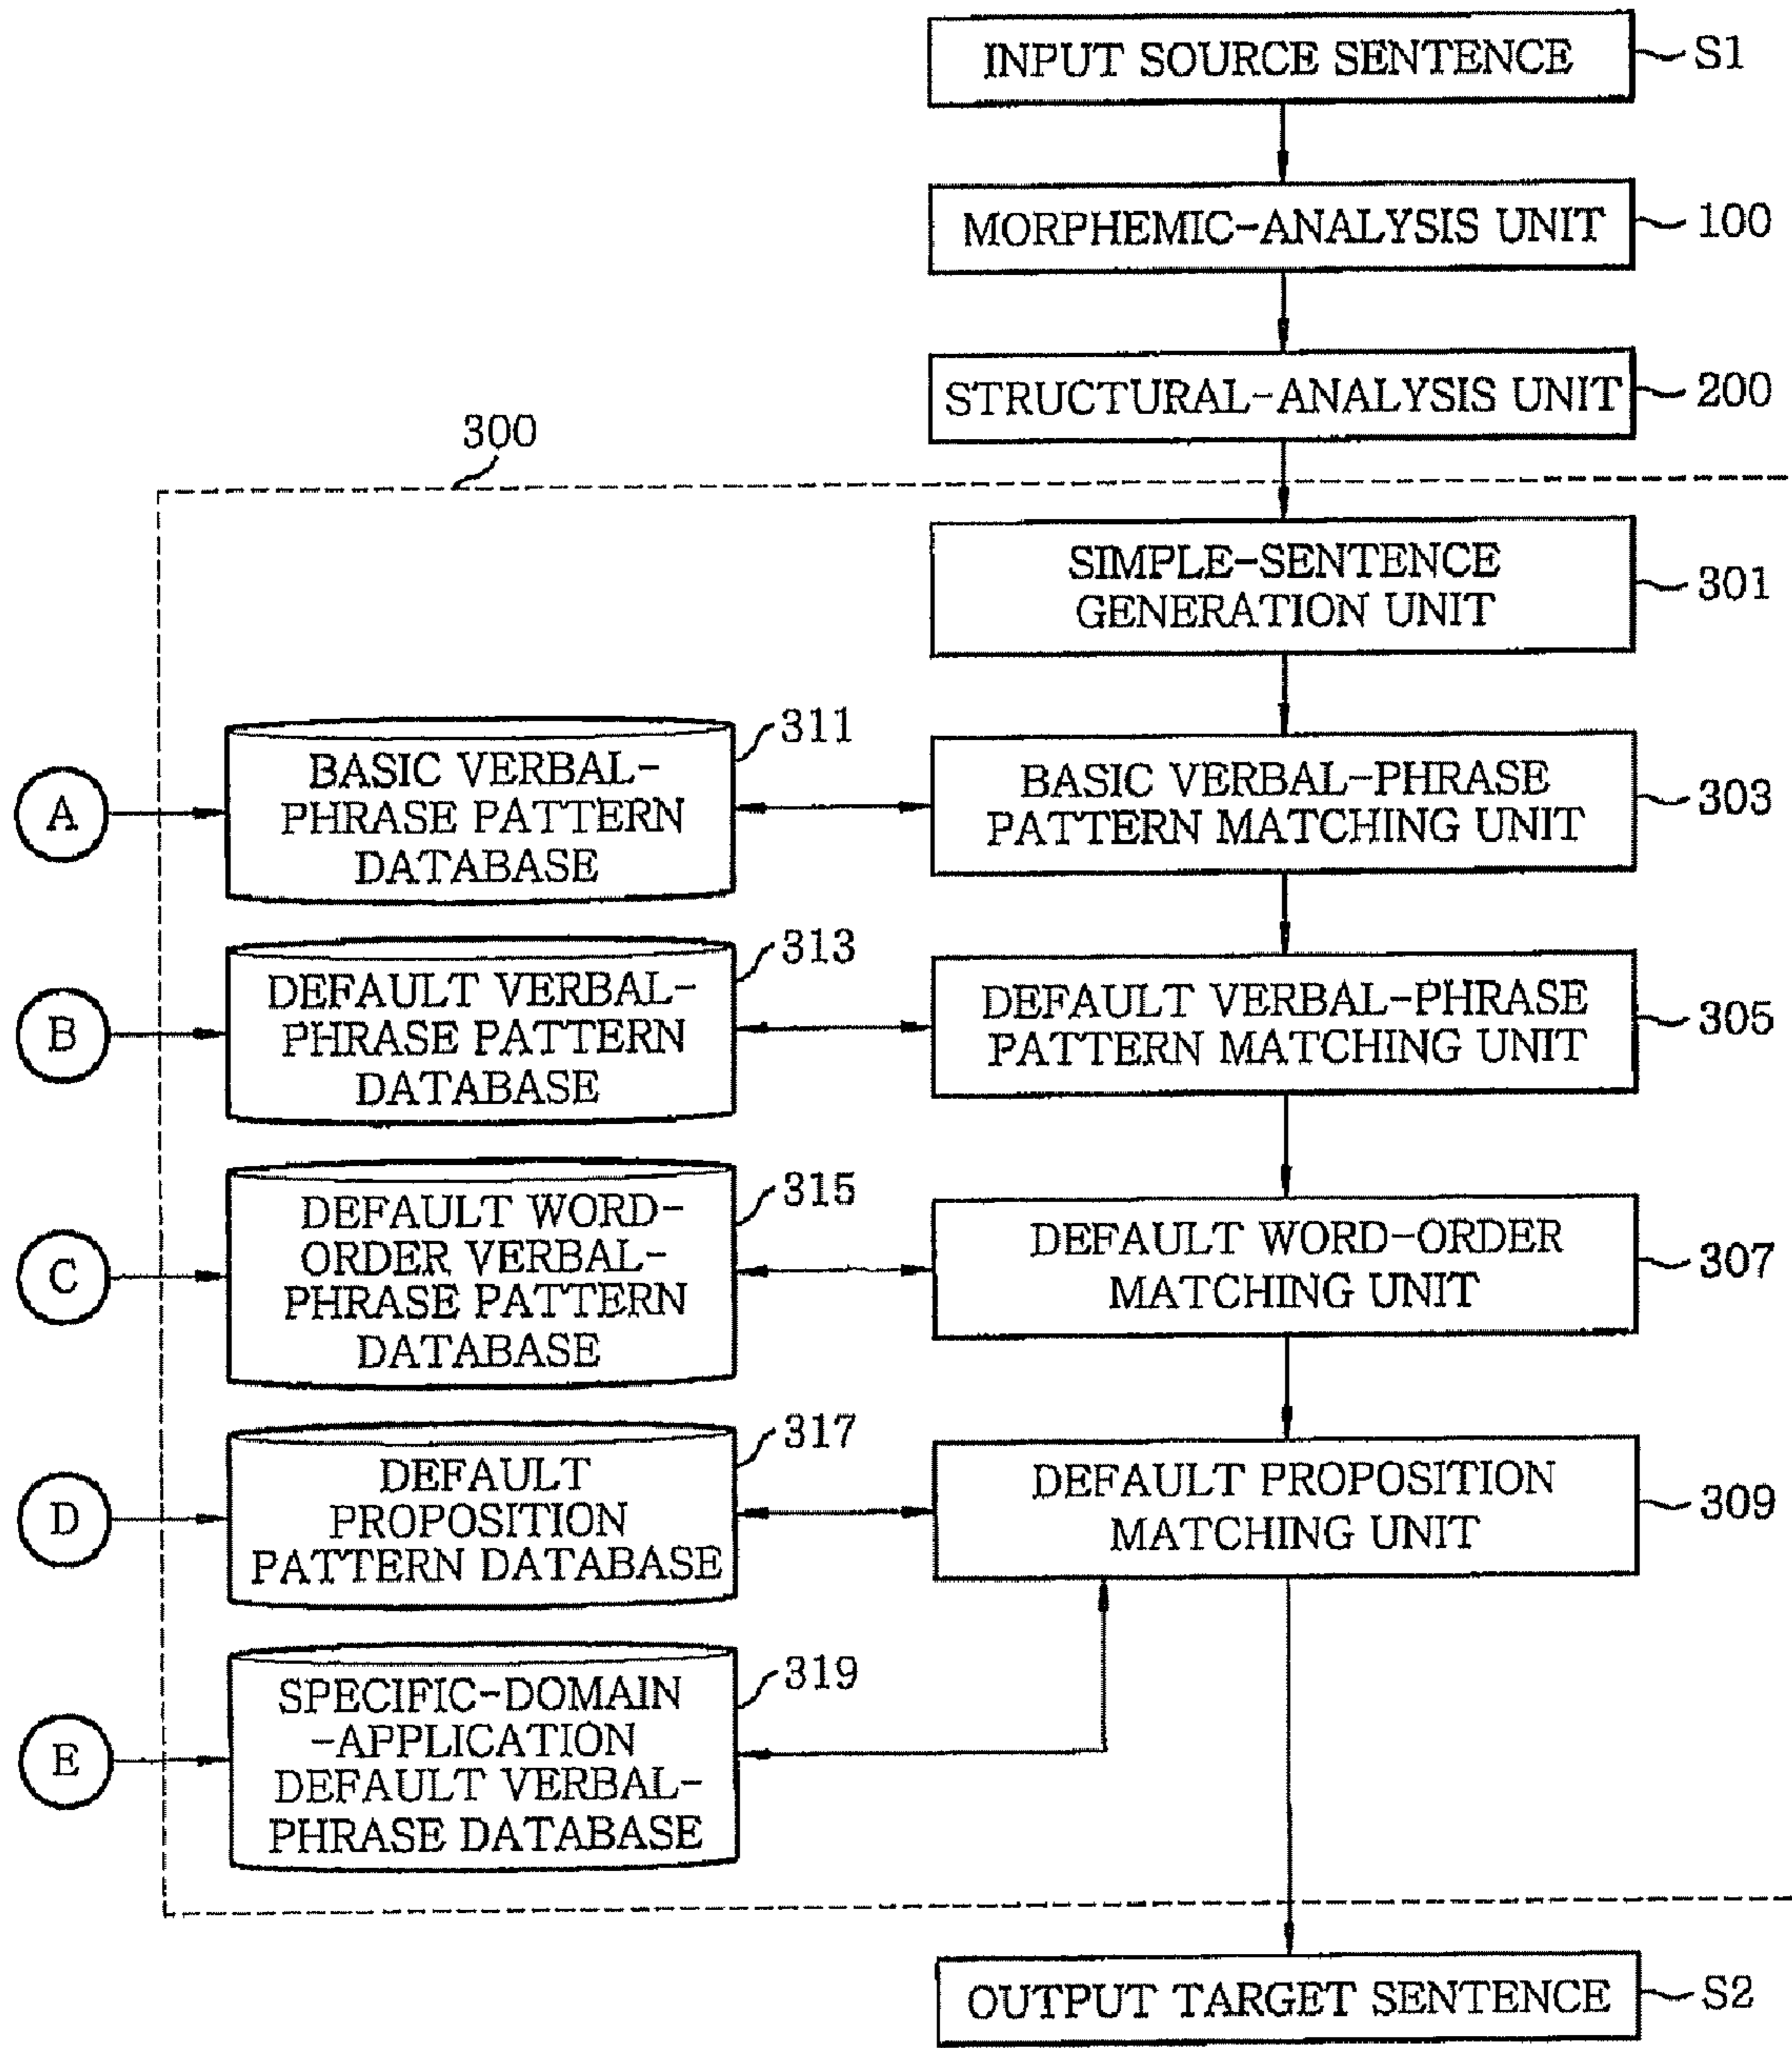 INPUT SOURCE SENTENCE
S1
MORPHEMIC-ANALYSIS UNIT
100
STRUCTURAL-ANALYSIS UNIT
200
300
SIMPLE-SENTENCE
GENERATION UNIT
301
A
BASIC VERBAL-
PHRASE PATTERN
DATABASE
311
BASIC VERBAL-PHRASE
PATTERN MATCHING UNIT
303
B
DEFAULT VERBAL-
PHRASE PATTERN
DATABASE
313
DEFAULT VERBAL-PHRASE
PATTERN MATCHING UNIT
305
C
DEFAULT WORD-
ORDER VERBAL-
PHRASE PATTERN
DATABASE
315
DEFAULT WORD-ORDER
MATCHING UNIT
307
D
DEFAULT
PROPOSITION
PATTERN DATABASE
317
DEFAULT PROPOSITION
MATCHING UNIT
309
E
SPECIFIC-DOMAIN
-APPLICATION
DEFAULT VERBAL-
PHRASE DATABASE
319
OUTPUT TARGET SENTENCE
S2